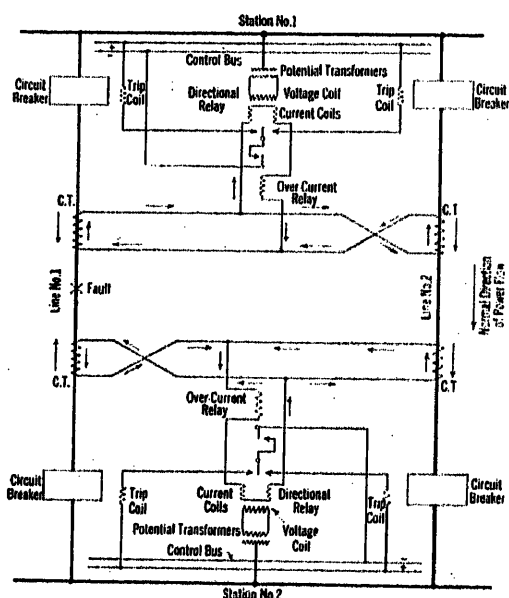 Station No.1
Control Bus
Potential Transformers
Circuit
Breaker
Trip
Coil
Directional
Relay
Voltage Coil
Current Coils
Trip
Coil
Circuit
Breaker
Over Current
Relay
C.T.
C.T
Line No.1
Fault
Line No.2
Normal Direction
of Power Flow
C.T.
C.T
Over-Current
Relay
Circuit
Breaker
Trip
Coil
Current
Coils
Directional
Relay
Trip
Coil
Circuit
Breaker
Potential Transformers
Voltage
Coil
Control Bus
Station No.2